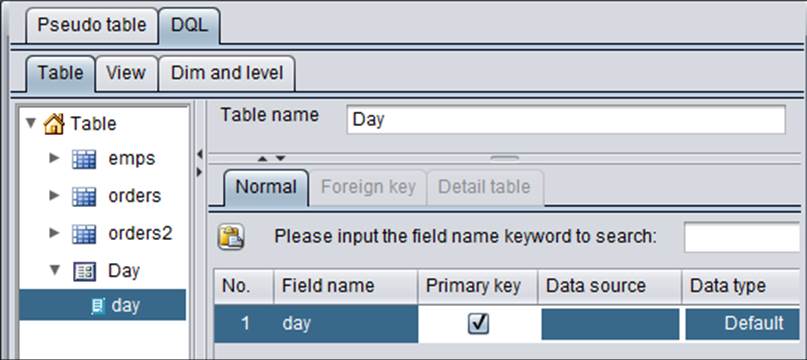 Pseudo table DQL
Table View Dim and level
Table
emps
orders
orders2
Day
day
Table name Day
Normal Foreign key Detail table
Please input the field name keyword to search:
No. Field name Primary key Data source Data type
1 day Default